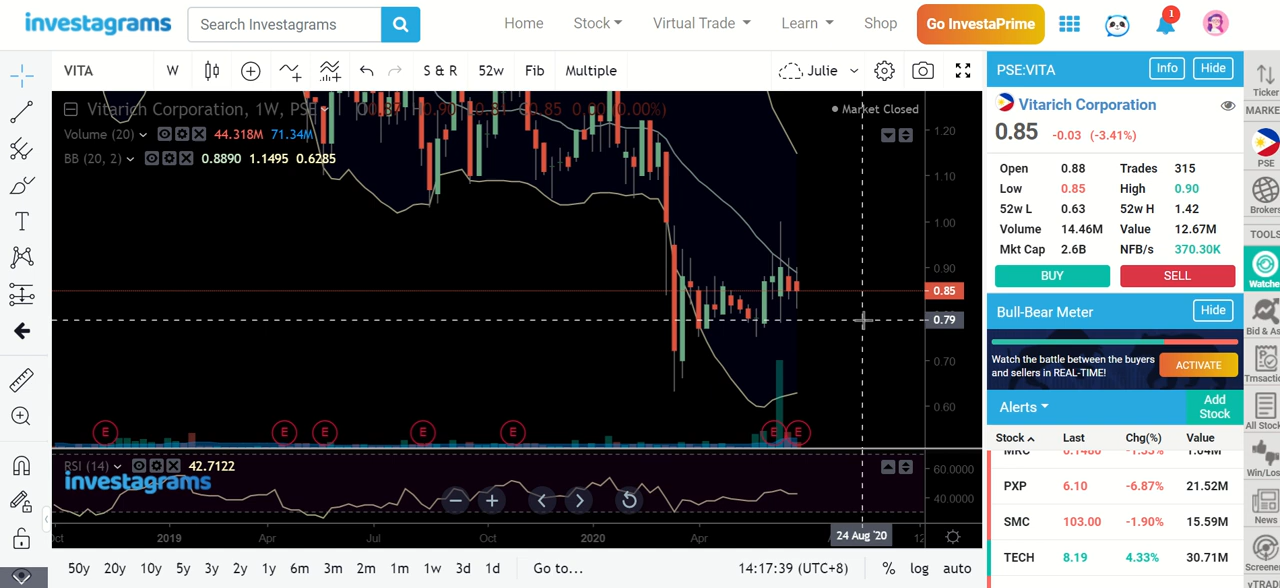 investagrams
Search Investagrams
Home
Stock
Virtual Trade
Learn
Shop
Go InvestaPrime
1
VITA
W
S & R
52w
Fib
Multiple
Julie
Vitarich Corporation, 1W, PSE
0.85
Market Closed
Volume (20)
44.318M 71.34M
BB (20, 2)
0.8890 1.1495 0.6285
1.20
1.10
1.00
0.90
0.85
0.79
0.70
0.60
E E E E E E E
RSI (14)
42.7122
investagrams
60.0000
40.0000
2019
Apr
Jul
Oct
2020
Apr
24 Aug '20
12
50y 20y 10y 5y 3y 2y 1y 6m 3m 2m 1m 1w 3d 1d
Go to...
14:17:39 (UTC+8)
% log auto
PSE:VITA
Info
Hide
Vitarich Corporation
0.85 -0.03 (-3.41%)
Open 0.88 Trades 315
Low 0.85 High 0.90
52w L 0.63 52w H 1.42
Volume 14.46M Value 12.67M
Mkt Cap 2.6B NFB/s 370.30K
BUY
SELL
Bull-Bear Meter
Hide
Watch the battle between the buyers
and sellers in REAL-TIME!
ACTIVATE
Alerts
Add
Stock
Stock Last Chg(%) Value
PXP 6.10 -6.87% 21.52M
SMC 103.00 -1.90% 15.59M
TECH 8.19 4.33% 30.71M
Ticker
MARKE
PSE
Brokers
TOOLS
Watche
Bid & As
Trnsactio
All Stock
Win/Los
News
Screene
vTRADE